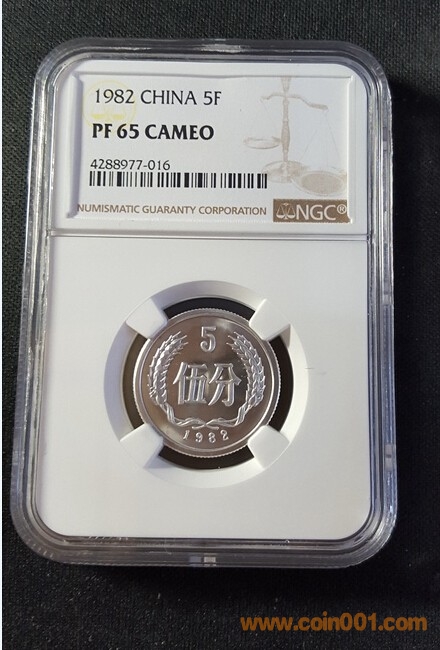 1982 CHINA 5F
PF 65 CAMEO
4288977-016
NUMISMATIC GUARANTY CORPORATION NGC®
5
伍分
1982
www.coin001.com